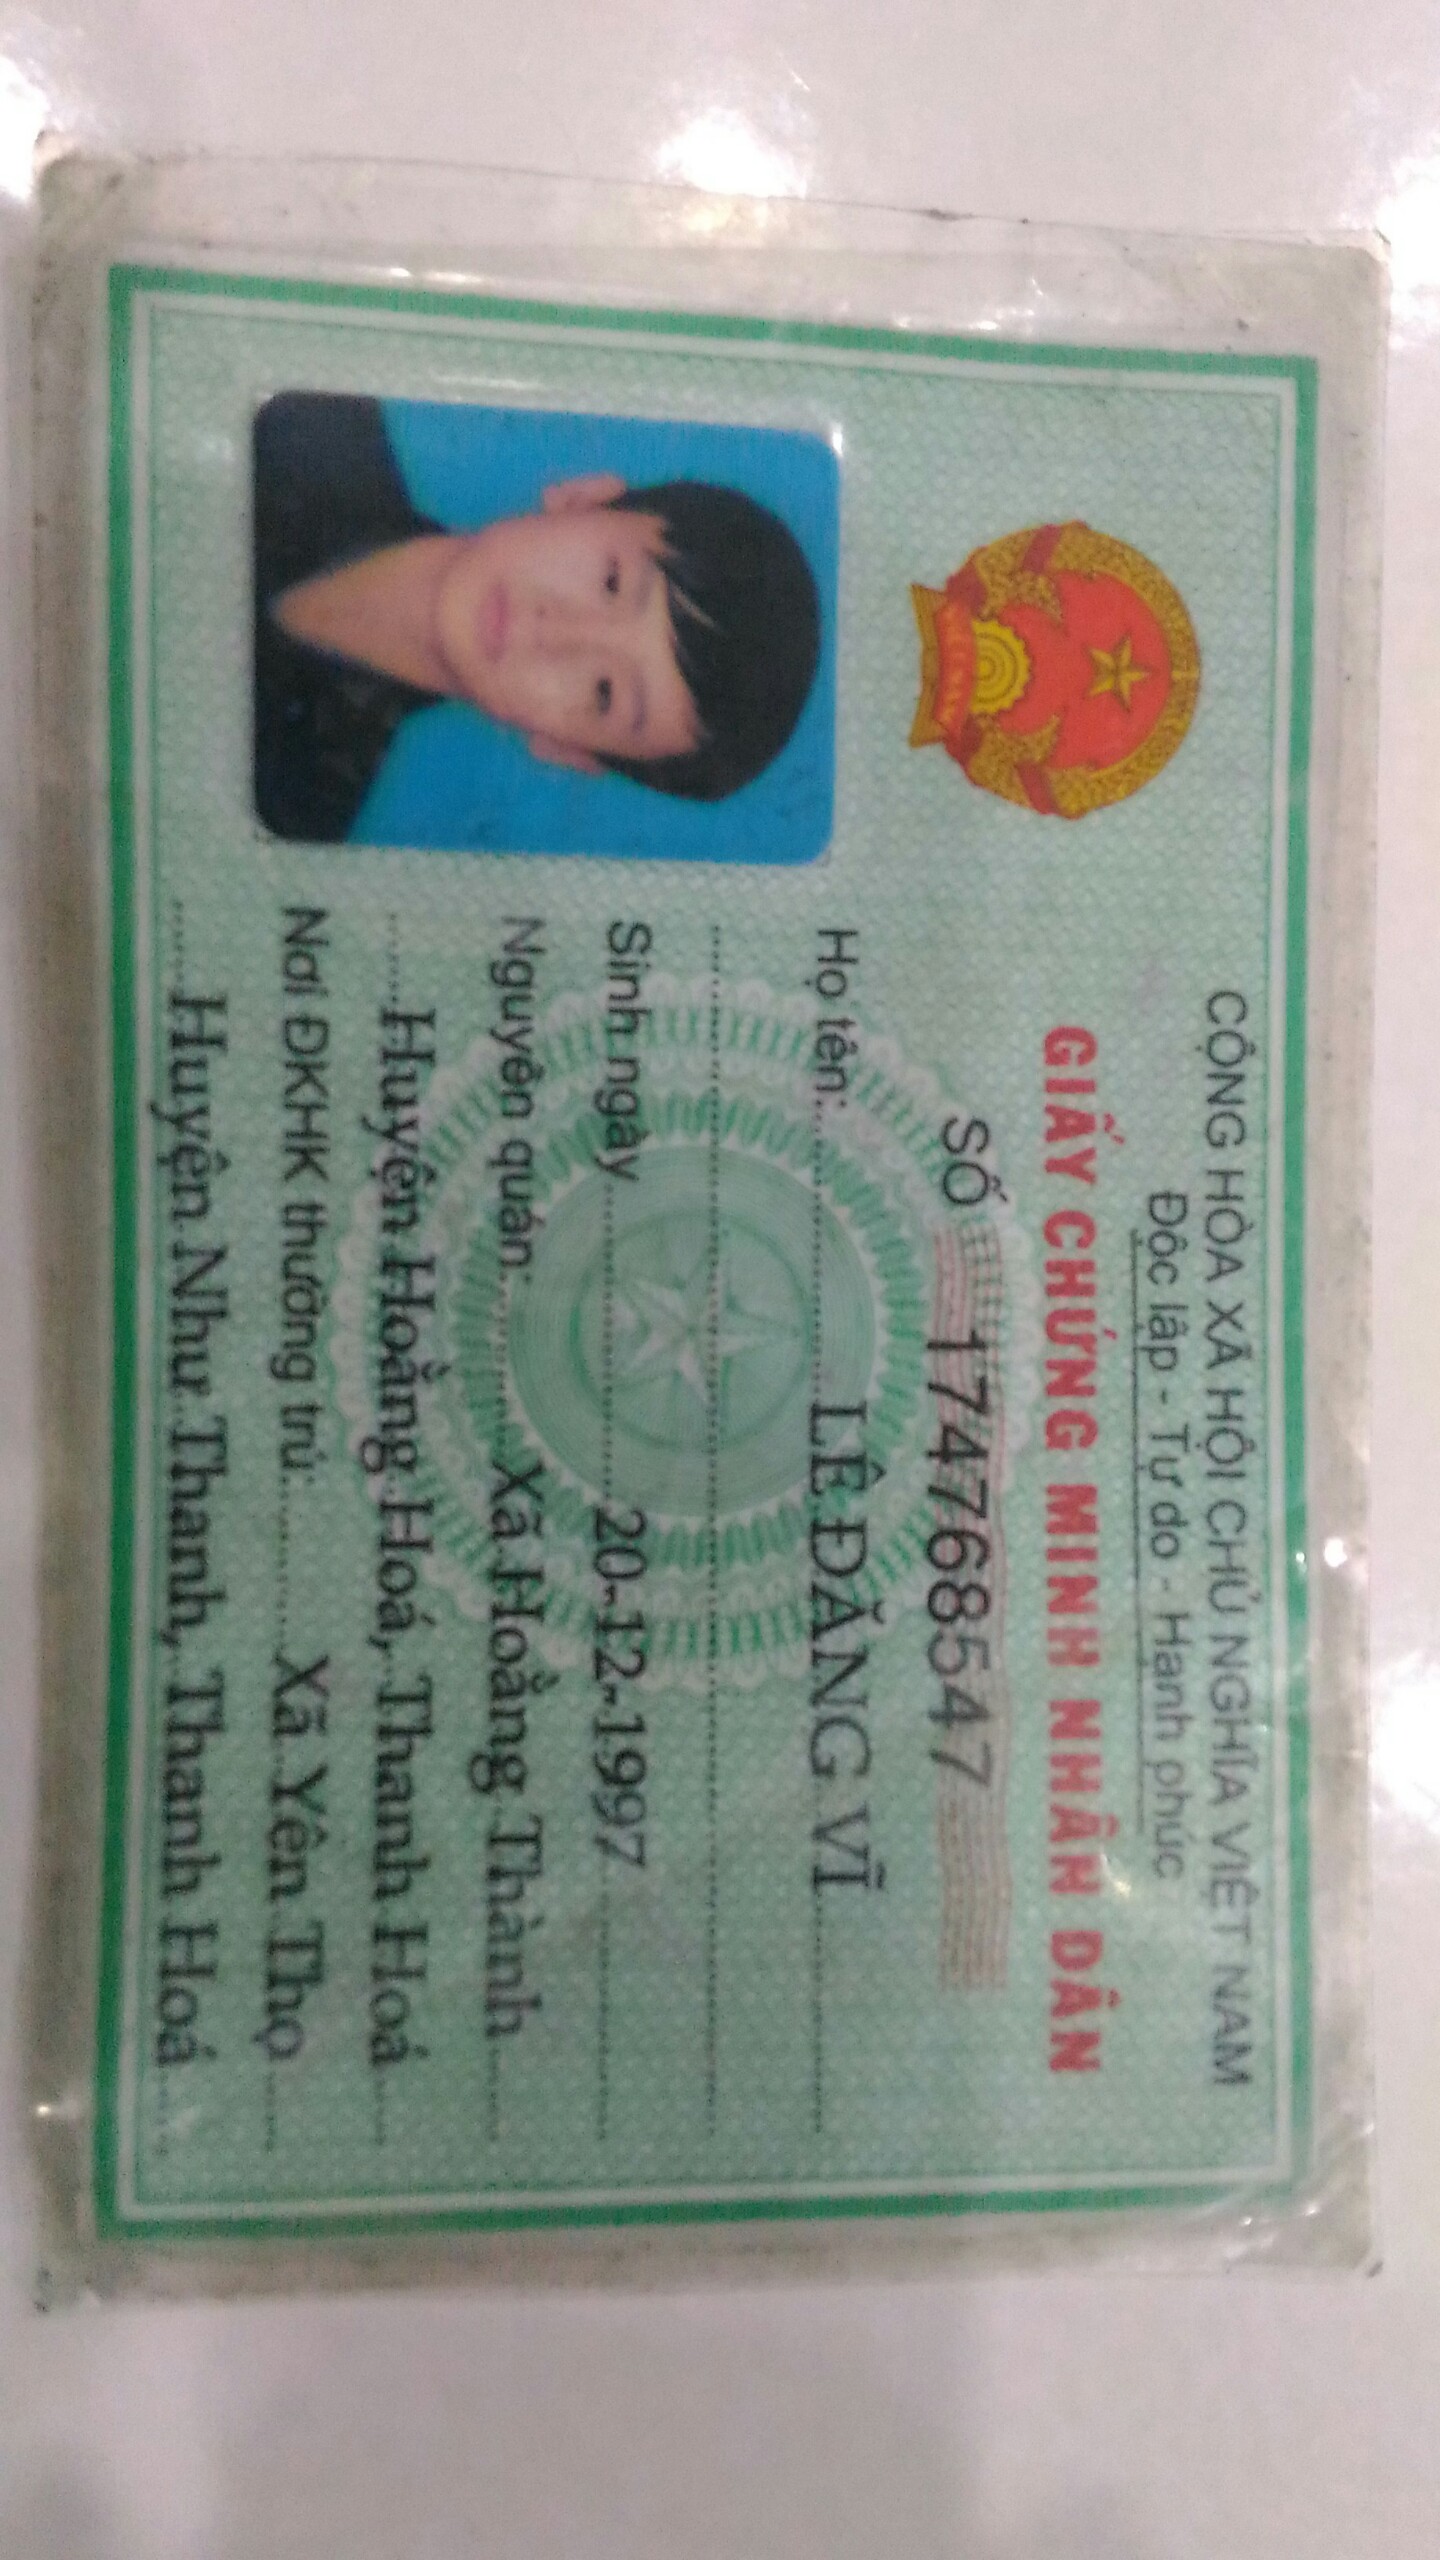 CỘNG HÒA XÃ HỘI CHỦ NGHĨA VIỆT NAM
Độc lập - Tự do - Hạnh phúc
GIẤY CHỨNG MINH NHÂN DÂN
SỐ 174768547
Họ tên: LÊ ĐĂNG VĨ
Sinh ngày 20-12-1997
Nguyên quán: Xã Hoằng Thành
Huyện Hoằng Hoá, Thanh Hoá
Nơi ĐKHK thường trú: Xã Yên Thọ
Huyện Như Thanh, Thanh Hoá
VIỆT NAM